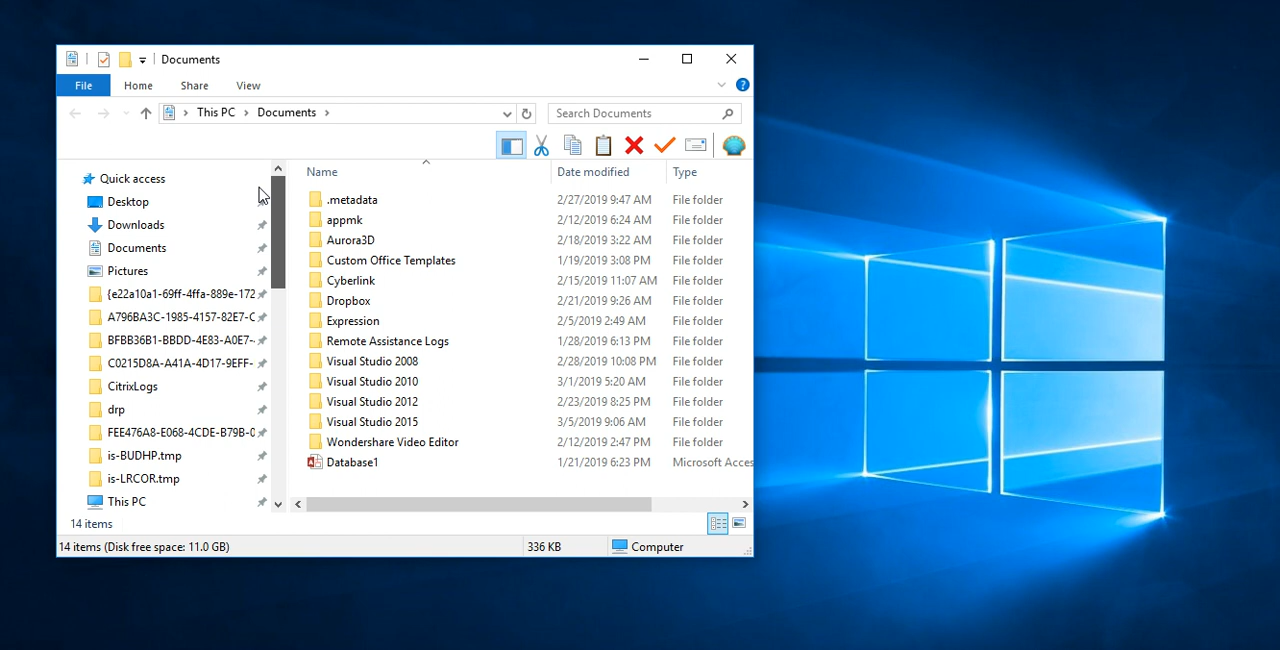 Documents
File Home Share View
This PC Documents
Search Documents
Name Date modified Type
Quick access
Desktop
Downloads
Documents
Pictures
{e22a10a1-69ff-4ffa-889e-172
A796BA3C-1985-4157-82E7-C
BFBB36B1-BBDD-4E83-A0E7-
C0215D8A-A41A-4D17-9EFF-
CitrixLogs
drp
FEE476A8-E068-4CDE-B79B-0
is-BUDHP.tmp
is-LRCOR.tmp
This PC
.metadata 2/27/2019 9:47 AM File folder
appmk 2/12/2019 6:24 AM File folder
Aurora3D 2/18/2019 3:22 AM File folder
Custom Office Templates 1/19/2019 3:08 PM File folder
Cyberlink 2/15/2019 11:07 AM File folder
Dropbox 2/21/2019 9:26 AM File folder
Expression 2/5/2019 2:49 AM File folder
Remote Assistance Logs 1/28/2019 6:13 PM File folder
Visual Studio 2008 2/28/2019 10:08 PM File folder
Visual Studio 2010 3/1/2019 5:20 AM File folder
Visual Studio 2012 2/23/2019 8:25 PM File folder
Visual Studio 2015 3/5/2019 9:06 AM File folder
Wondershare Video Editor 2/12/2019 2:47 PM File folder
Database1 1/21/2019 6:23 PM Microsoft Acces
14 items
14 items (Disk free space: 11.0 GB) 336 KB Computer